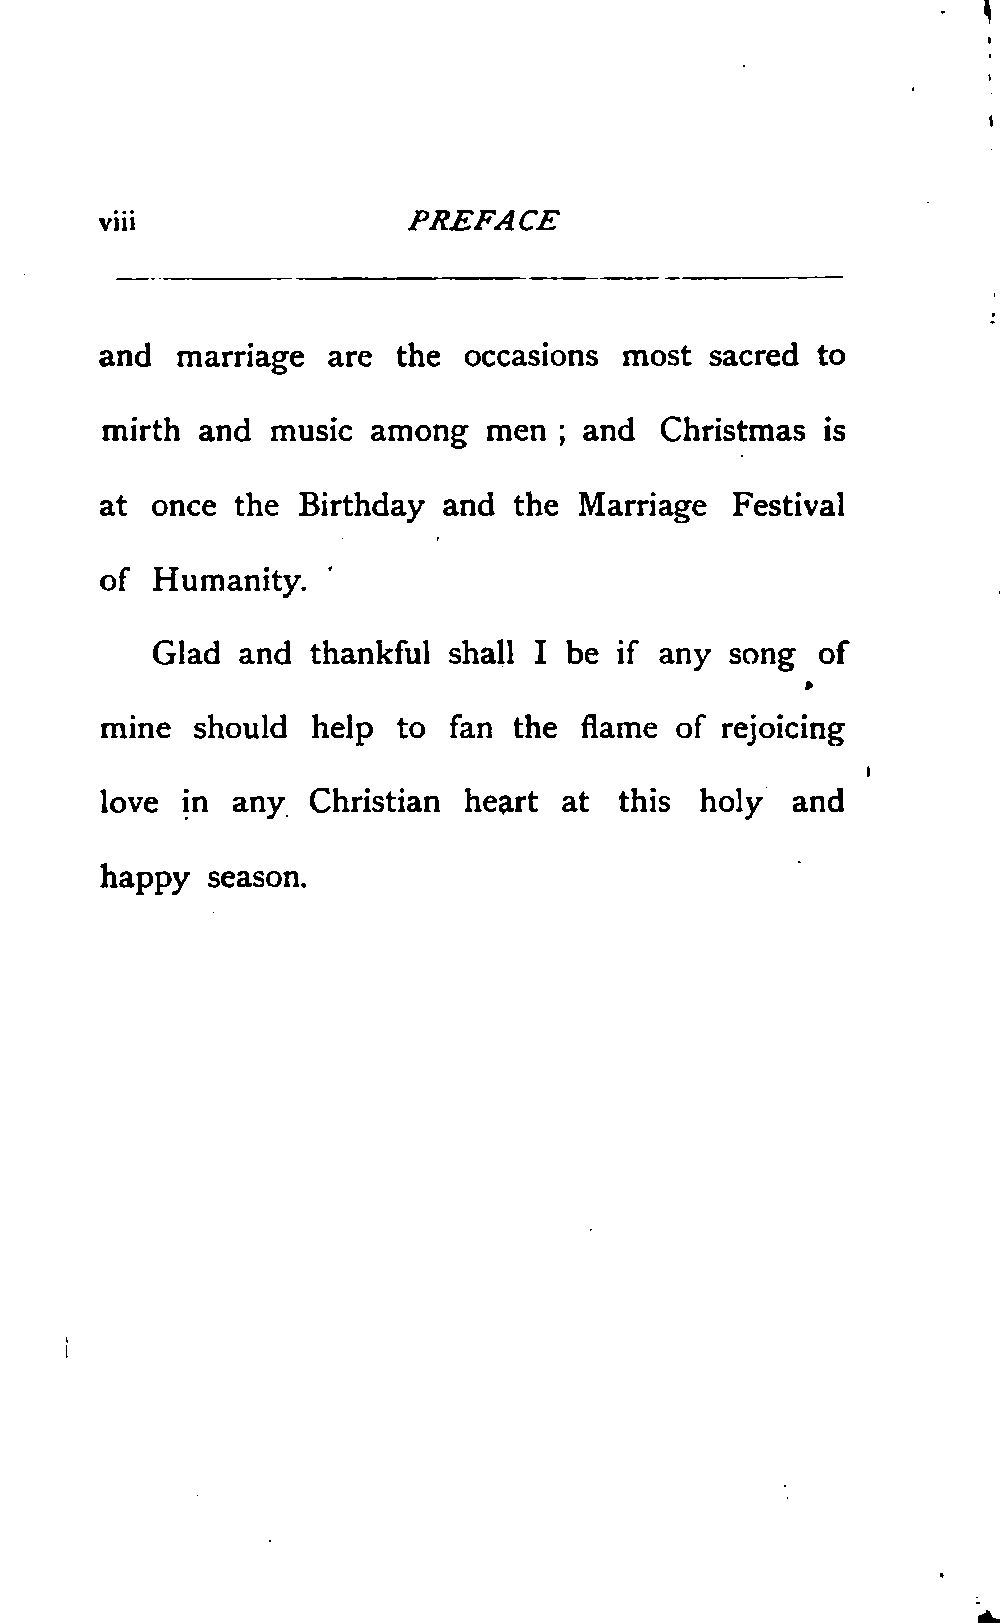 viii PREFACE
and marriage are the occasions most sacred to
mirth and music among men ; and Christmas is
at once the Birthday and the Marriage Festival
of Humanity.
Glad and thankful shall I be if any song of
mine should help to fan the flame of rejoicing
love in any Christian heart at this holy and
happy season.